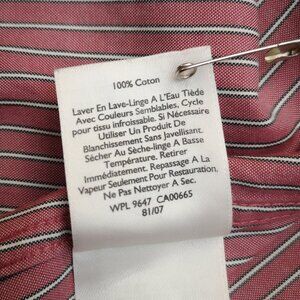 100% Coton
Laver En Lave-Linge A L'Eau Tiède
Avec Couleurs Semblables, Cycle
pour tissu infroissable. Si Nécessaire
Utiliser Un Produit De
Blanchissement Sans Javellisant.
Sècher Au Sèche-linge A Basse
Température. Retirer
Immédiatement. Repassage A La
Vapeur Seulement Pour Restauration.
Ne Pas Nettoyer A Sec.
WPL 9647 CA00665
81/07